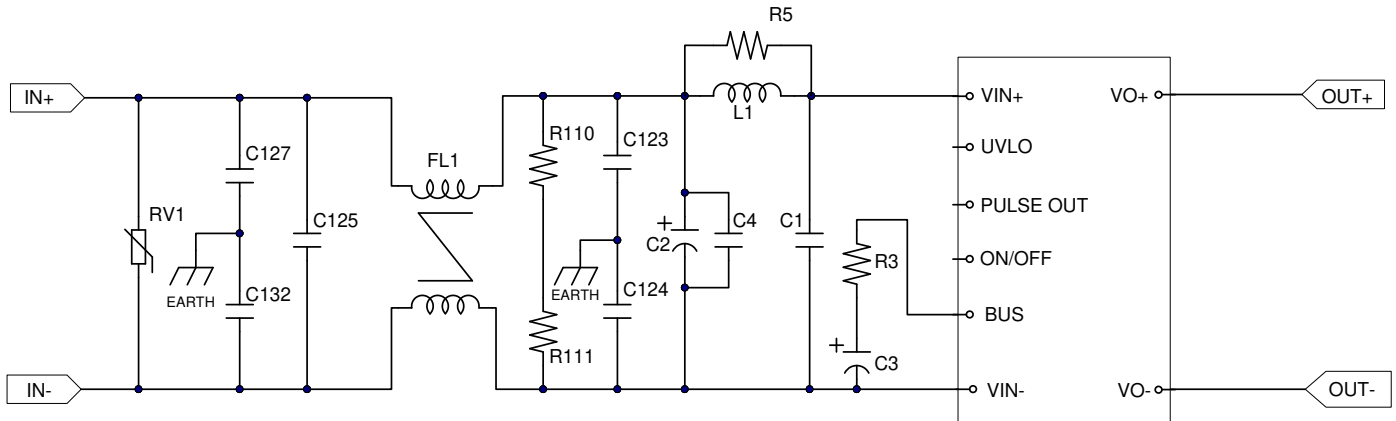 R5
IN+
VIN+
VO+
OUT+
L1
R110
C123
C127
FL1
UVLO
RV1
C125
PULSE OUT
+
C2
C4
C1
R3
ON/OFF
EARTH
C132
EARTH
C124
BUS
R111
+
C3
IN-
VIN-
VO-
OUT-